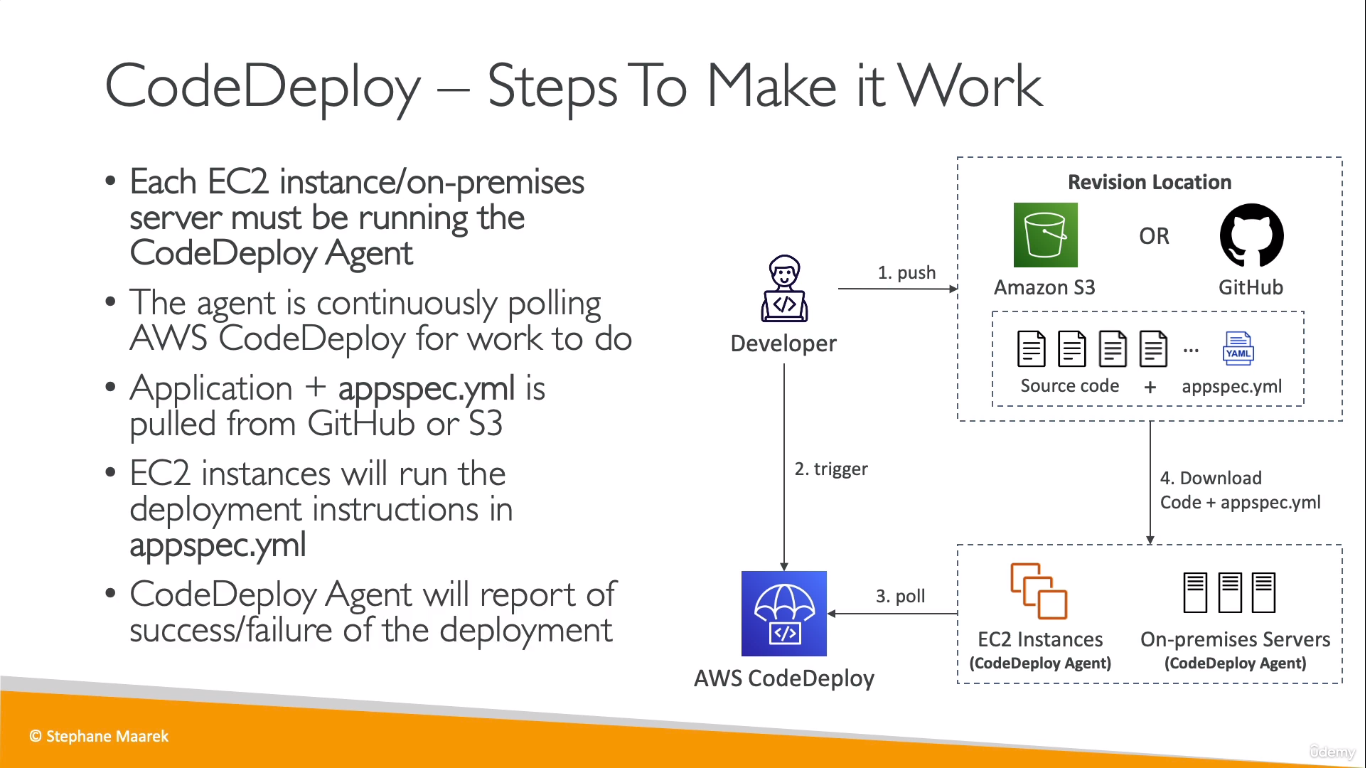 CodeDeploy – Steps To Make it Work
• Each EC2 instance/on-premises
server must be running the
CodeDeploy Agent
• The agent is continuously polling
AWS CodeDeploy for work to do
• Application + appspec.yml is
pulled from GitHub or S3
• EC2 instances will run the
deployment instructions in
appspec.yml
• CodeDeploy Agent will report of
success/failure of the deployment
Developer
1. push
2. trigger
Revision Location
Amazon S3
OR
GitHub
YAML
...
Source code + appspec.yml
4. Download
Code + appspec.yml
3. poll
AWS CodeDeploy
EC2 Instances
(CodeDeploy Agent)
On-premises Servers
(CodeDeploy Agent)
© Stephane Maarek
ûdemy